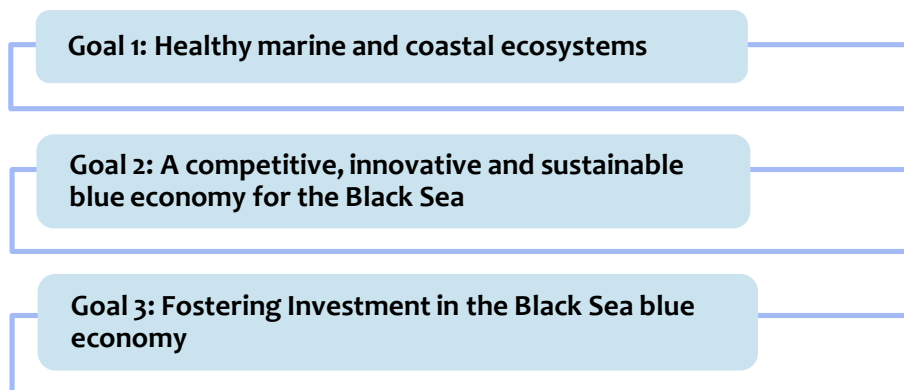 Goal 1: Healthy marine and coastal ecosystems
Goal 2: A competitive, innovative and sustainable
blue economy for the Black Sea
Goal 3: Fostering Investment in the Black Sea blue
economy